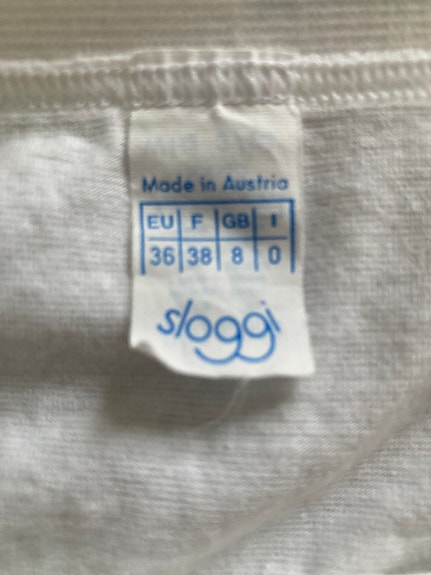 Made in Austria
EU F GB I
36 38 8 0
sloggi